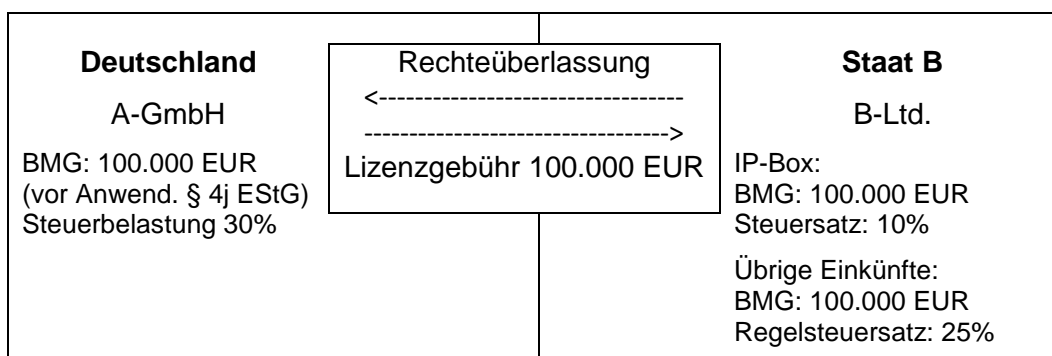 Deutschland
A-GmbH
BMG: 100.000 EUR
(vor Anwend. § 4j EStG)
Steuerbelastung 30%
Rechteüberlassung
<----------------------------------
---------------------------------->
Lizenzgebühr 100.000 EUR
Staat B
B-Ltd.
IP-Box:
BMG: 100.000 EUR
Steuersatz: 10%
Übrige Einkünfte:
BMG: 100.000 EUR
Regelsteuersatz: 25%